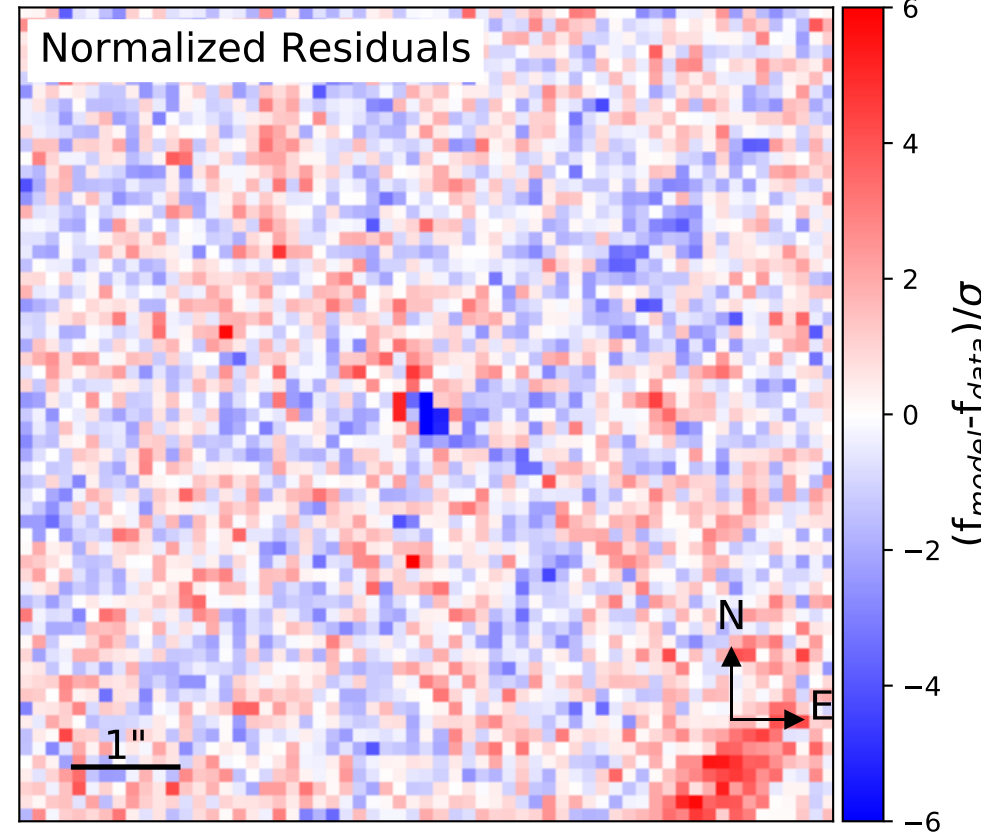 Normalized Residuals
6
4
2
0
−2
−4
−6
(f_model-f_data)/σ
N
E
1"